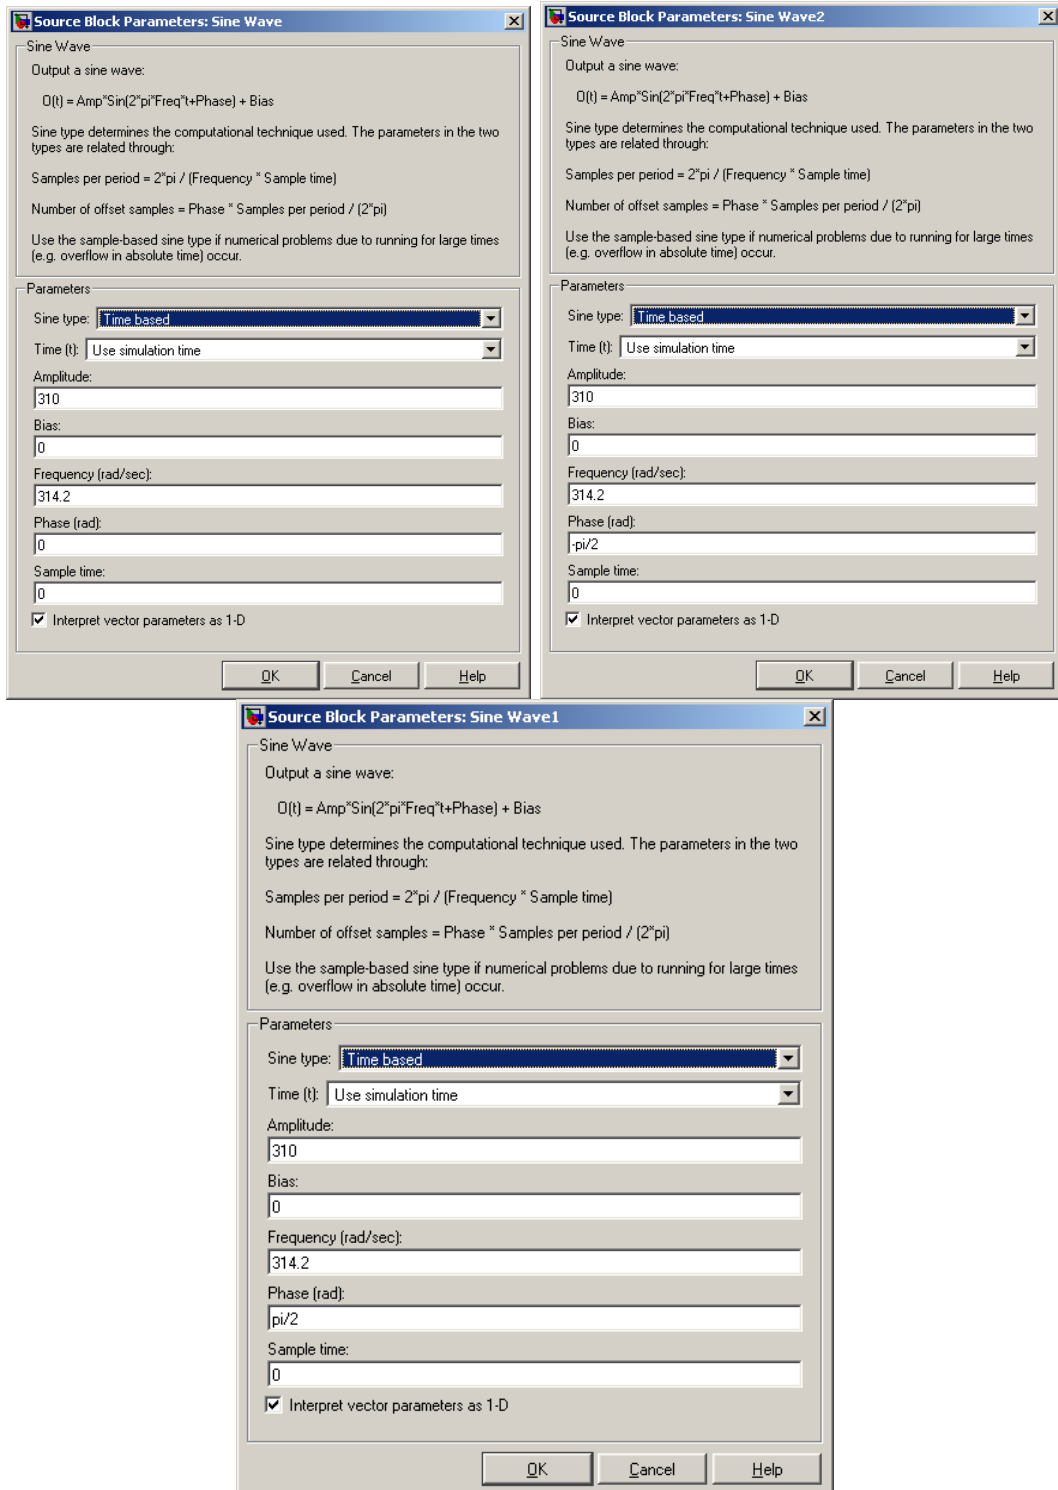 Source Block Parameters: Sine Wave
Sine Wave
Output a sine wave:
O(t) = Amp*Sin(2*pi*Freq*t+Phase) + Bias
Sine type determines the computational technique used. The parameters in the two
types are related through:
Samples per period = 2*pi / (Frequency * Sample time)
Number of offset samples = Phase * Samples per period / (2*pi)
Use the sample-based sine type if numerical problems due to running for large times
(e.g. overflow in absolute time) occur.
Parameters
Sine type: Time based
Time (t): Use simulation time
Amplitude:
310
Bias:
0
Frequency (rad/sec):
314.2
Phase (rad):
0
Sample time:
0
Interpret vector parameters as 1-D
OK Cancel Help
Source Block Parameters: Sine Wave2
Sine Wave
Output a sine wave:
O(t) = Amp*Sin(2*pi*Freq*t+Phase) + Bias
Sine type determines the computational technique used. The parameters in the two
types are related through:
Samples per period = 2*pi / (Frequency * Sample time)
Number of offset samples = Phase * Samples per period / (2*pi)
Use the sample-based sine type if numerical problems due to running for large times
(e.g. overflow in absolute time) occur.
Parameters
Sine type: Time based
Time (t): Use simulation time
Amplitude:
310
Bias:
0
Frequency (rad/sec):
314.2
Phase (rad):
-pi/2
Sample time:
0
Interpret vector parameters as 1-D
OK Cancel Help
Source Block Parameters: Sine Wave1
Sine Wave
Output a sine wave:
O(t) = Amp*Sin(2*pi*Freq*t+Phase) + Bias
Sine type determines the computational technique used. The parameters in the two
types are related through:
Samples per period = 2*pi / (Frequency * Sample time)
Number of offset samples = Phase * Samples per period / (2*pi)
Use the sample-based sine type if numerical problems due to running for large times
(e.g. overflow in absolute time) occur.
Parameters
Sine type: Time based
Time (t): Use simulation time
Amplitude:
310
Bias:
0
Frequency (rad/sec):
314.2
Phase (rad):
pi/2
Sample time:
0
Interpret vector parameters as 1-D
OK Cancel Help